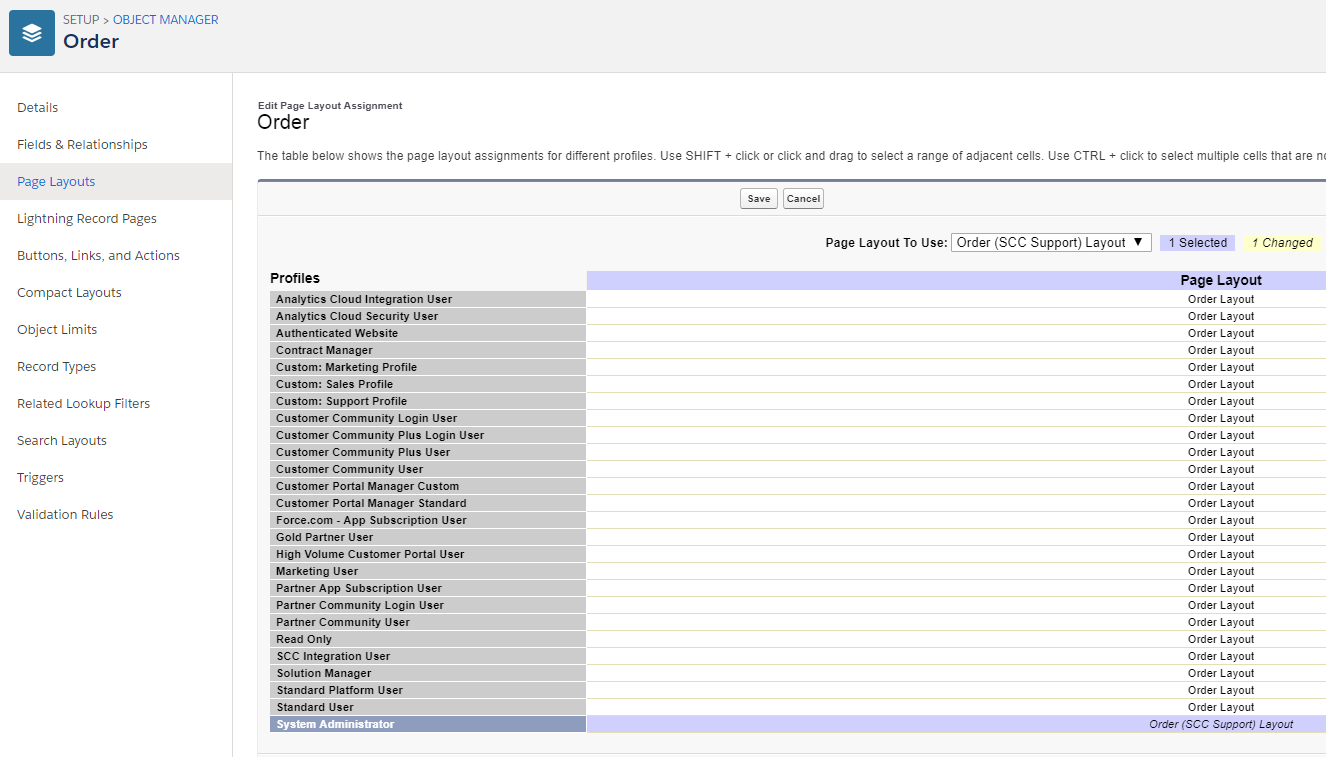 SETUP > OBJECT MANAGER
Order
Details
Fields & Relationships
Page Layouts
Lightning Record Pages
Buttons, Links, and Actions
Compact Layouts
Object Limits
Record Types
Related Lookup Filters
Search Layouts
Triggers
Validation Rules
Edit Page Layout Assignment
Order
The table below shows the page layout assignments for different profiles. Use SHIFT + click or click and drag to select a range of adjacent cells. Use CTRL + click to select multiple cells that are
Save Cancel
Page Layout To Use: Order (SCC Support) Layout ▼ 1 Selected 1 Changed
Profiles Page Layout
Analytics Cloud Integration User Order Layout
Analytics Cloud Security User Order Layout
Authenticated Website Order Layout
Contract Manager Order Layout
Custom: Marketing Profile Order Layout
Custom: Sales Profile Order Layout
Custom: Support Profile Order Layout
Customer Community Login User Order Layout
Customer Community Plus Login User Order Layout
Customer Community Plus User Order Layout
Customer Community User Order Layout
Customer Portal Manager Custom Order Layout
Customer Portal Manager Standard Order Layout
Force.com - App Subscription User Order Layout
Gold Partner User Order Layout
High Volume Customer Portal User Order Layout
Marketing User Order Layout
Partner App Subscription User Order Layout
Partner Community Login User Order Layout
Partner Community User Order Layout
Read Only Order Layout
SCC Integration User Order Layout
Solution Manager Order Layout
Standard Platform User Order Layout
Standard User Order Layout
System Administrator Order (SCC Support) Layout